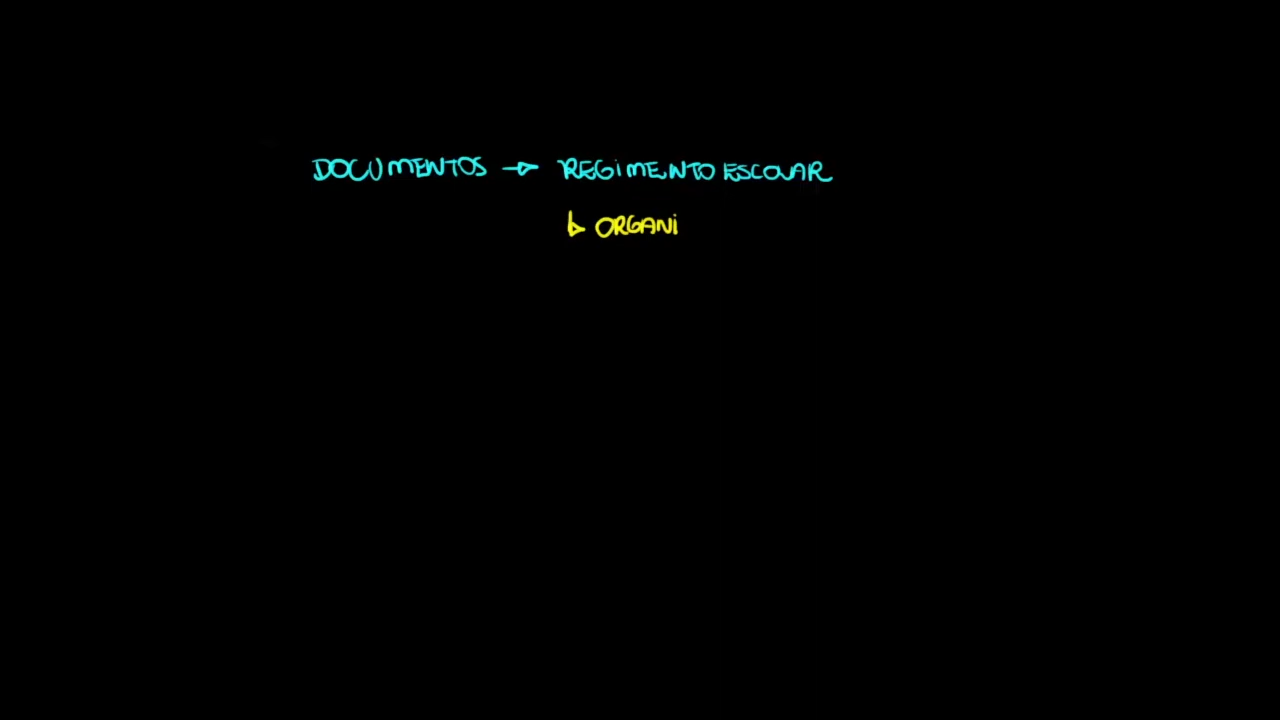 DOCUMENTOS → REGIMENTO ESCOLAR
↳ ORGANI